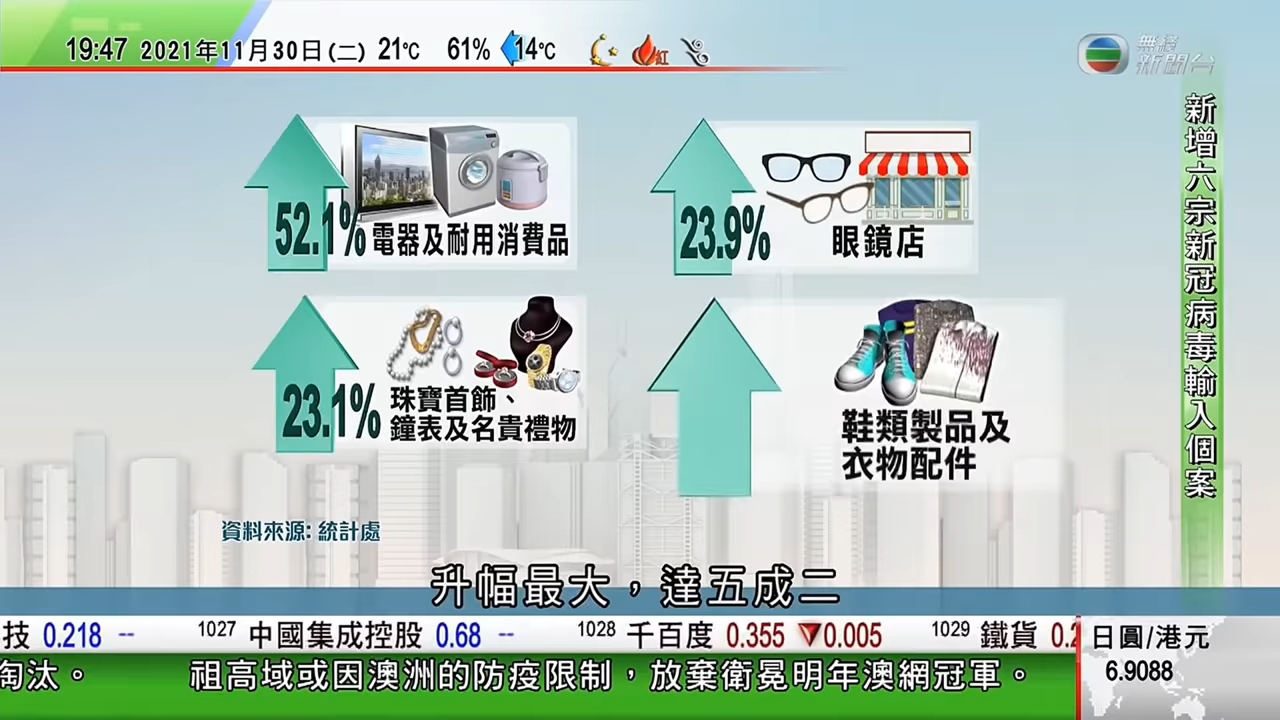 19:47 2021年11月30日(二) 21℃ 61% 14℃ 紅
無綫
新聞台
52.1% 電器及耐用消費品
23.9% 眼鏡店
23.1% 珠寶首飾、
鐘表及名貴禮物
鞋類製品及
衣物配件
資料來源: 統計處
升幅最大，達五成二
新增六宗新冠病毒輸入個案
技 0.218 -- 1027 中國集成控股 0.68 -- 1028 千百度 0.355 ▼0.005 1029 鐵貨
淘汰。 祖高域或因澳洲的防疫限制，放棄衛冕明年澳網冠軍。
日圓/港元
6.9088